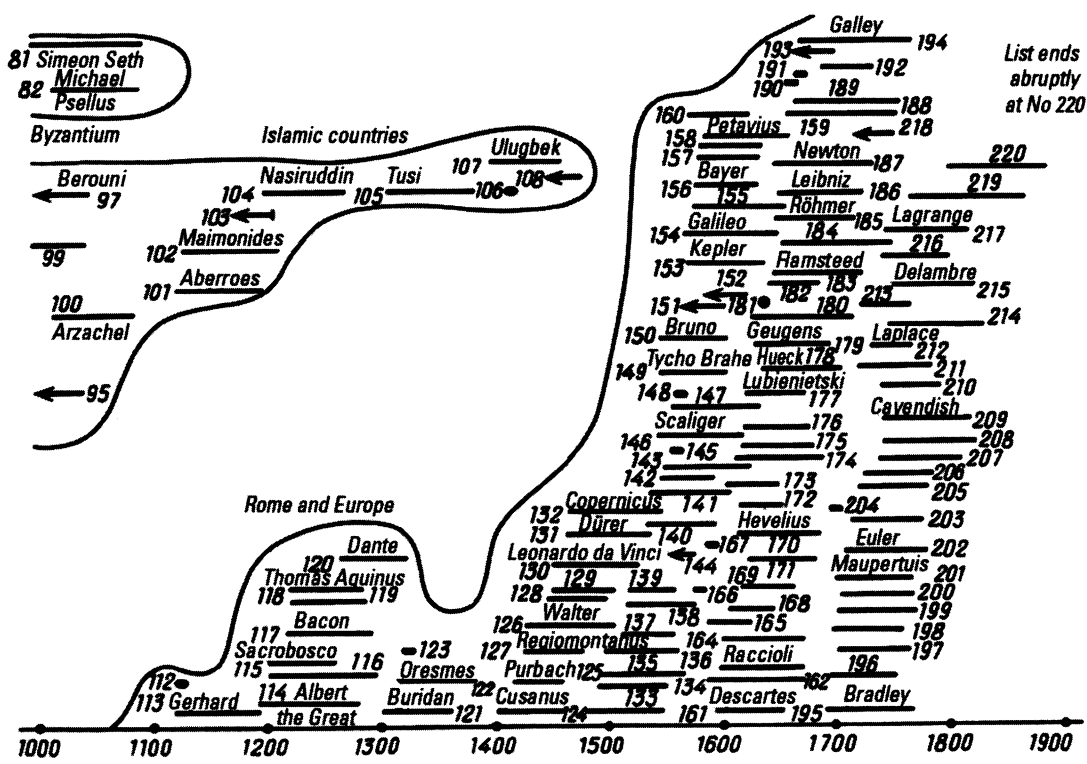 Galley
194
193
List ends
81 Simeon Seth
191
192
abruptly
82 Michael
190
189
at No 220
Psellus
188
160
Petavius 159
218
Byzantium
Islamic countries
158
Ulugbek
157
Newton 187
220
107
Berouni
Nasiruddin
Tusi
108
Bayer
Leibniz 186
219
97
104
105
106
156
155
103
Röhmer 185
Lagrange
Galileo
184
217
154
216
99
102 Maimonides
Kepler
Ramsteed
153
183
Delambre
152
182
215
101 Aberroes
151
181
180
213
100
214
Arzachel
150 Bruno
Geugens 179
Laplace
212
Tycho Brahe
Hueck 178
149
211
Lubienietski
210
95
148
147
177
Cavendish
209
Scaliger
176
208
146
145
175
207
143
174
206
142
173
205
141
172
204
Rome and Europe
132 Copernicus
203
131 Dürer
140
Hevelius
167
170
Euler 202
120 Dante
Leonardo da Vinci
144
130
Maupertuis
Thomas Aquinus
129
139
169
171
201
118
119
128
166
200
168
199
Bacon
Walter
138
117
126
137
165
198
Sacrobosco
123
127 Regiomontanus
164
197
115
116
135
136
Raccioli
196
112
Oresmes
Purbach 125
162
122
134
113 Gerhard
114 Albert
Buridan
Cusanus
133
Descartes
Bradley
the Great
121
124
161
195
1000 1100 1200 1300 1400 1500 1600 1700 1800 1900